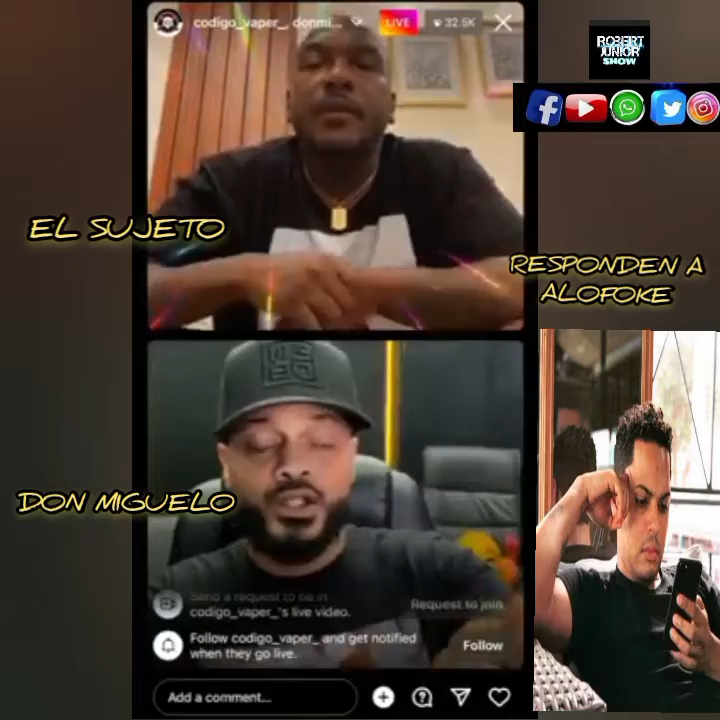 codigo_vaper_, donmi...
LIVE
32.5K
ROBERT
JUNIOR
SHOW
EL SUJETO
RESPONDEN A
ALOFOKE
DON MIGUELO
Send a request to be in
codigo_vaper_'s live video.
Request to join
Follow codigo_vaper_ and get notified
when they go live.
Follow
Add a comment...